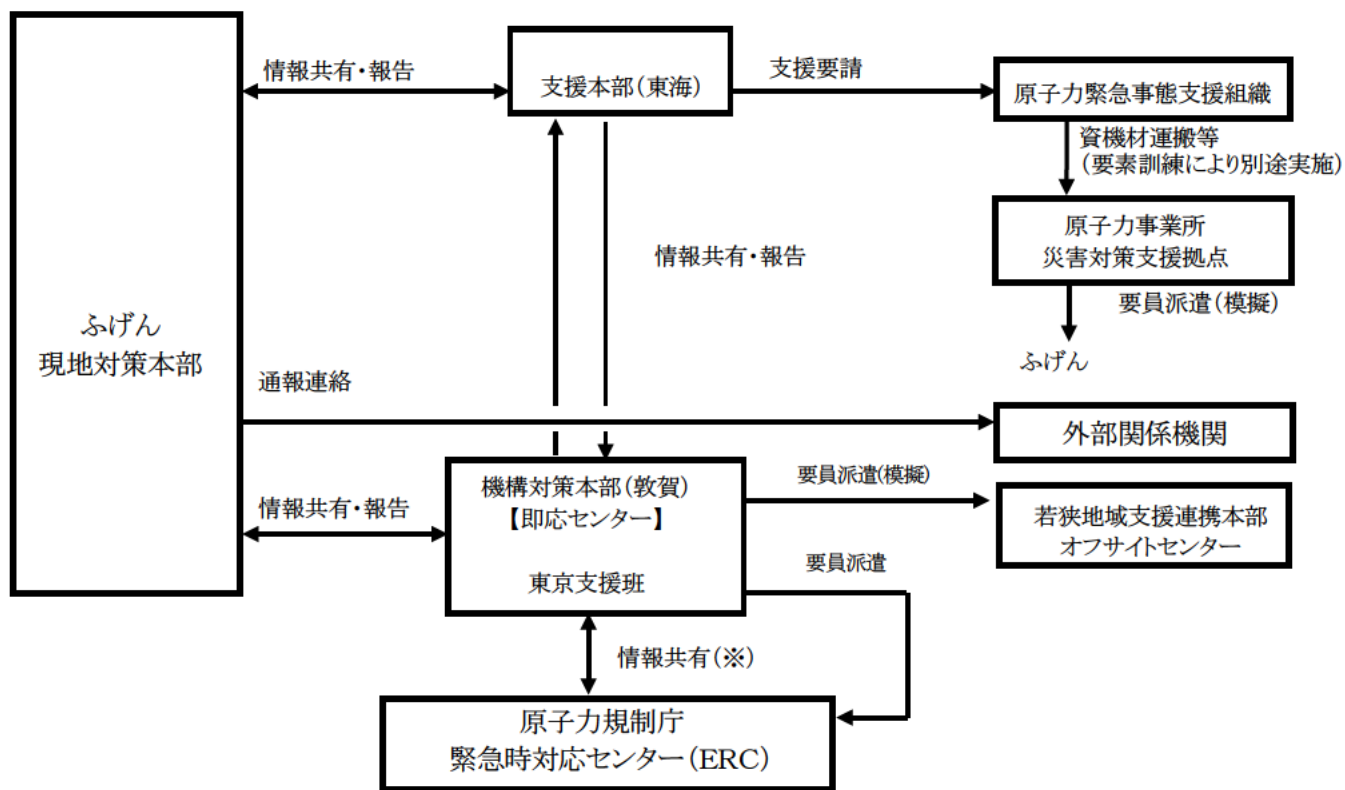 ふげん
現地対策本部
情報共有・報告
支援本部(東海)
支援要請
原子力緊急事態支援組織
資機材運搬等
(要素訓練により別途実施)
原子力事業所
災害対策支援拠点
要員派遣(模擬)
ふげん
情報共有・報告
通報連絡
外部関係機関
情報共有・報告
機構対策本部(敦賀)
【即応センター】
東京支援班
要員派遣(模擬)
若狭地域支援連携本部
オフサイトセンター
要員派遣
情報共有(※)
原子力規制庁
緊急時対応センター(ERC)